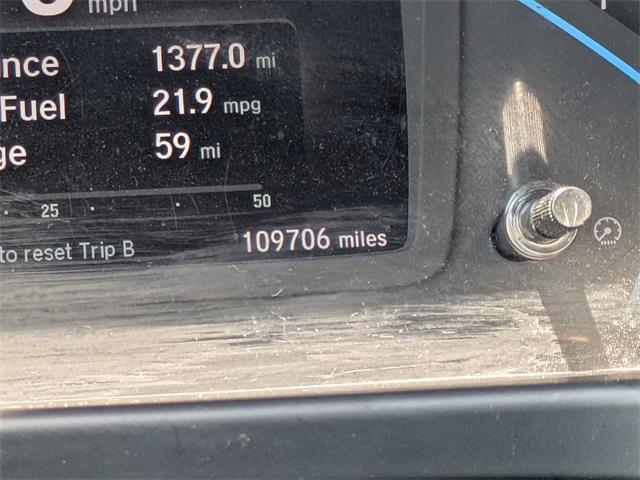 mph
nce 1377.0 mi
Fuel 21.9 mpg
ge 59 mi
25 50
to reset Trip B 109706 miles